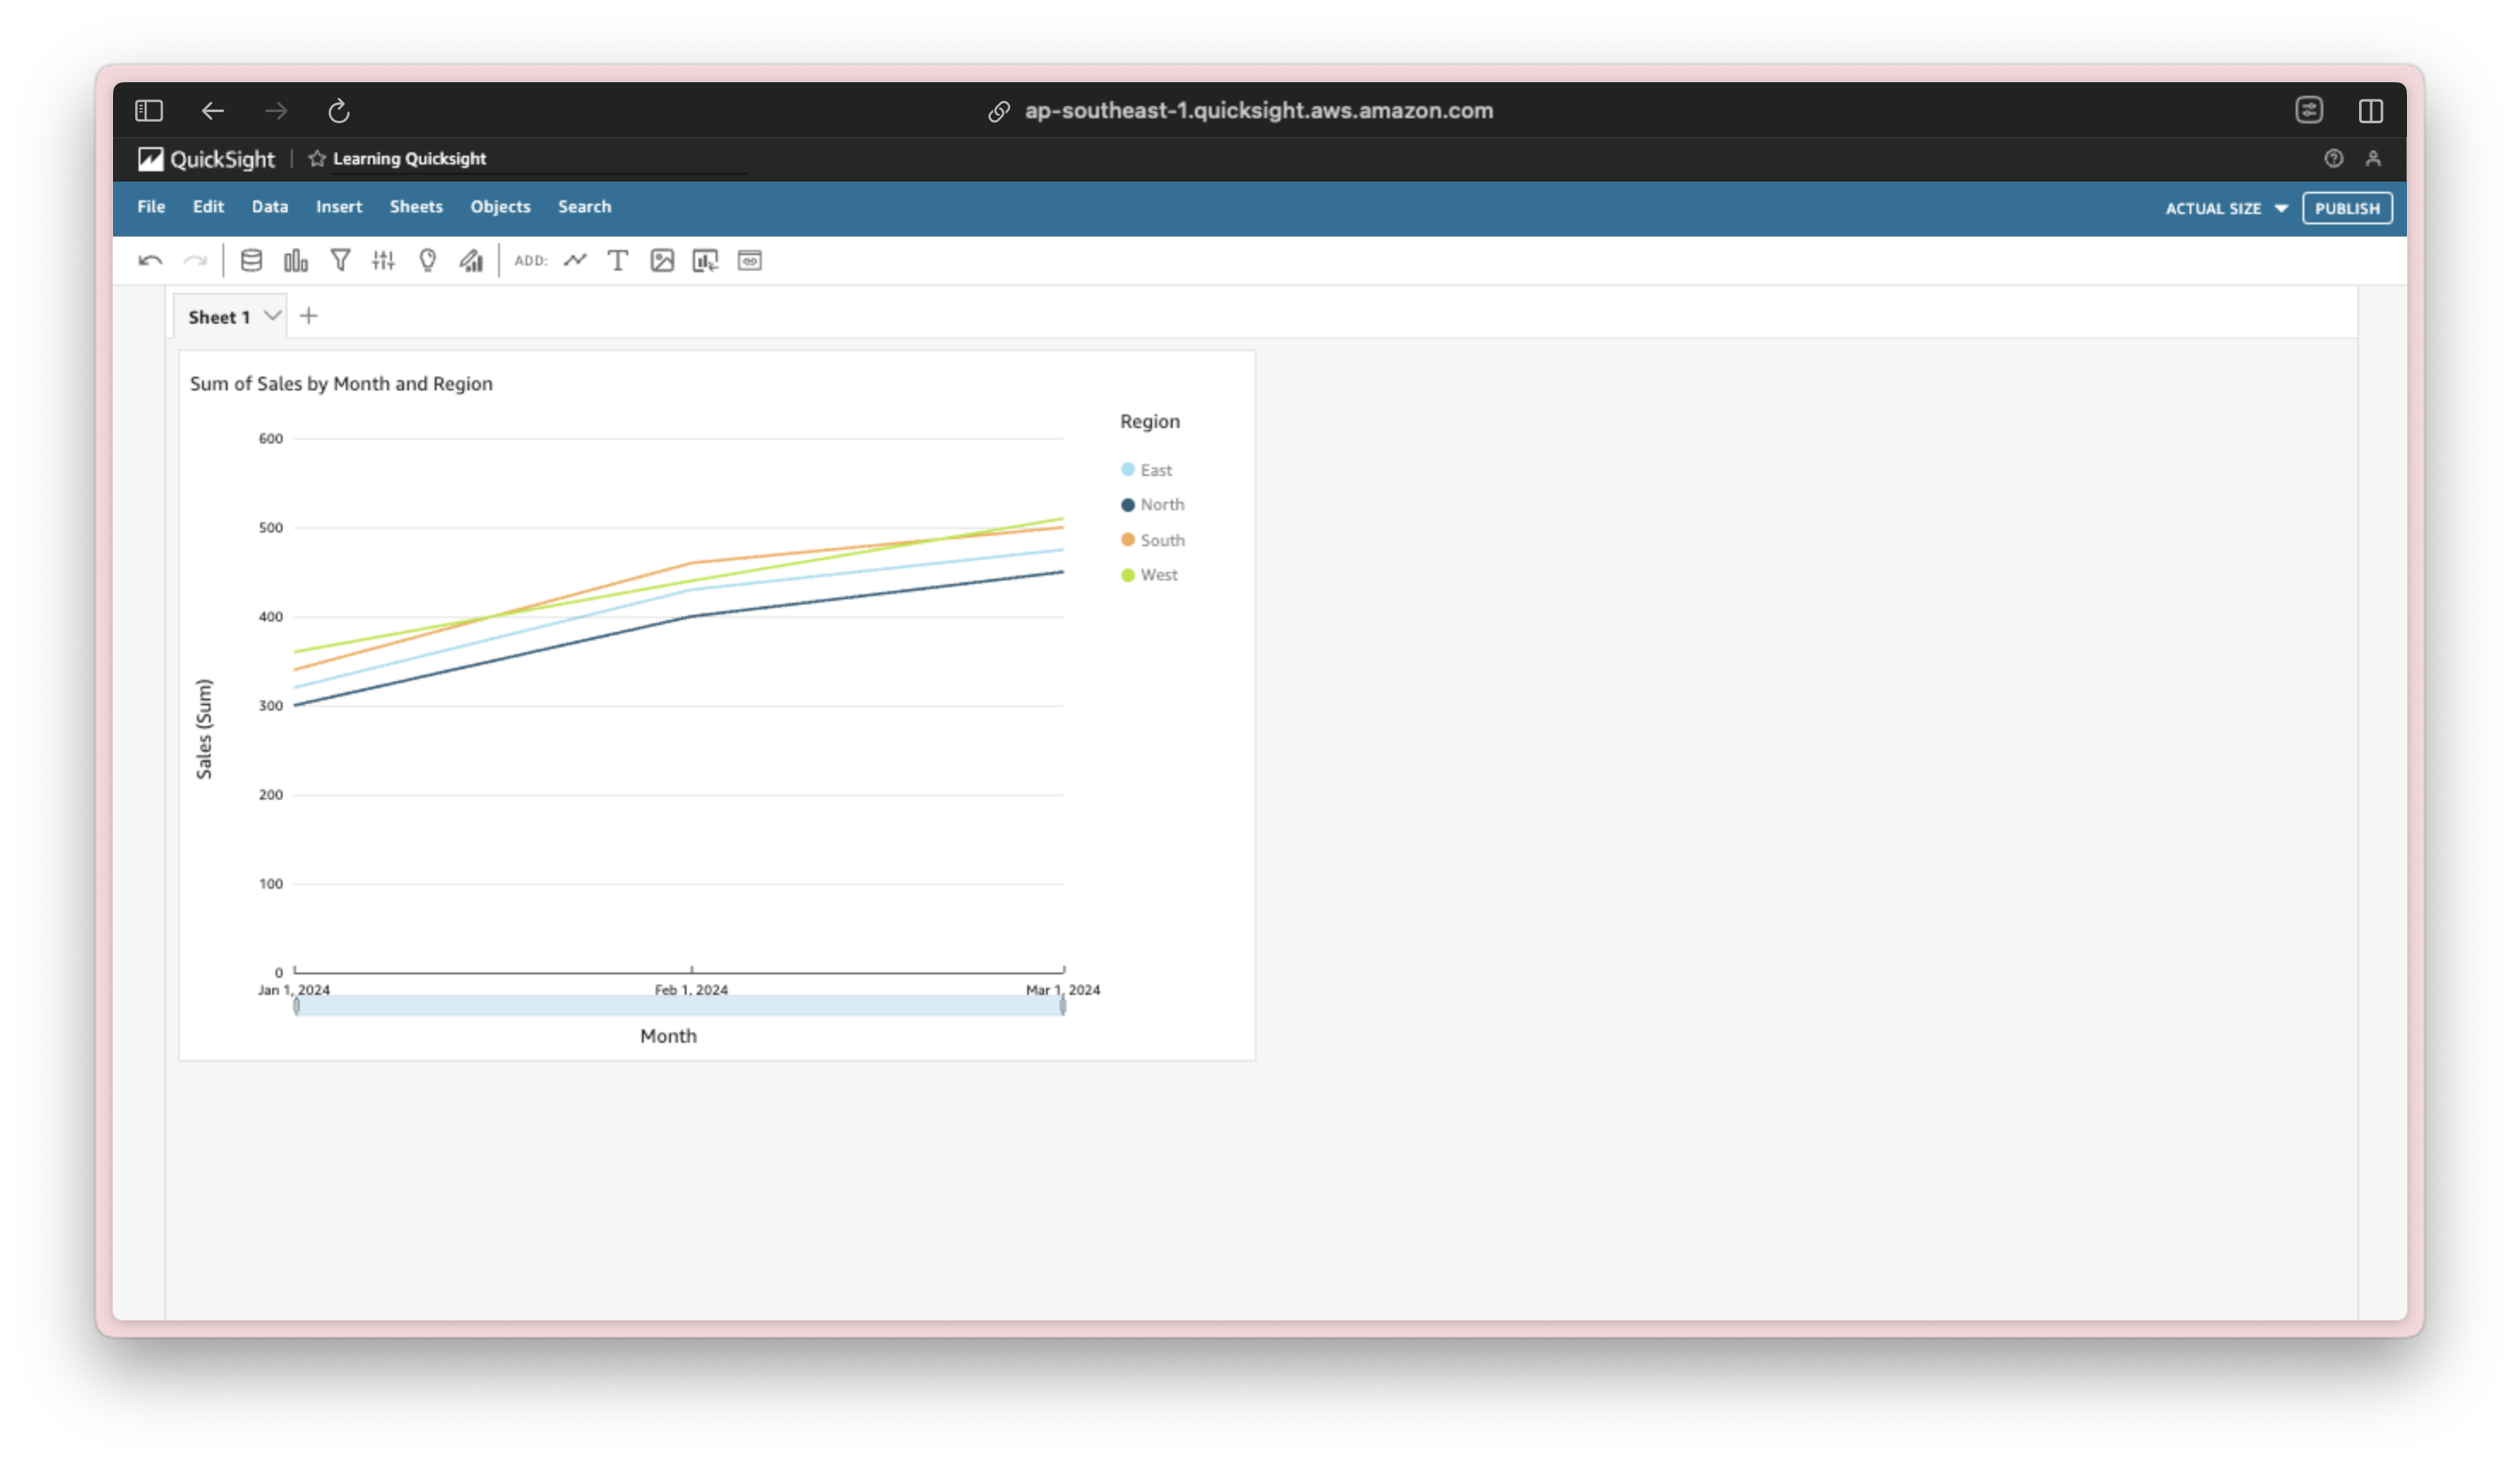 ap-southeast-1.quicksight.aws.amazon.com
QuickSight Learning Quicksight
File Edit Data Insert Sheets Objects Search ACTUAL SIZE PUBLISH
ADD:
Sheet 1
Sum of Sales by Month and Region
Region
East
North
South
West
600
500
400
300
200
100
0
Sales (Sum)
Jan 1, 2024 Feb 1, 2024 Mar 1, 2024
Month